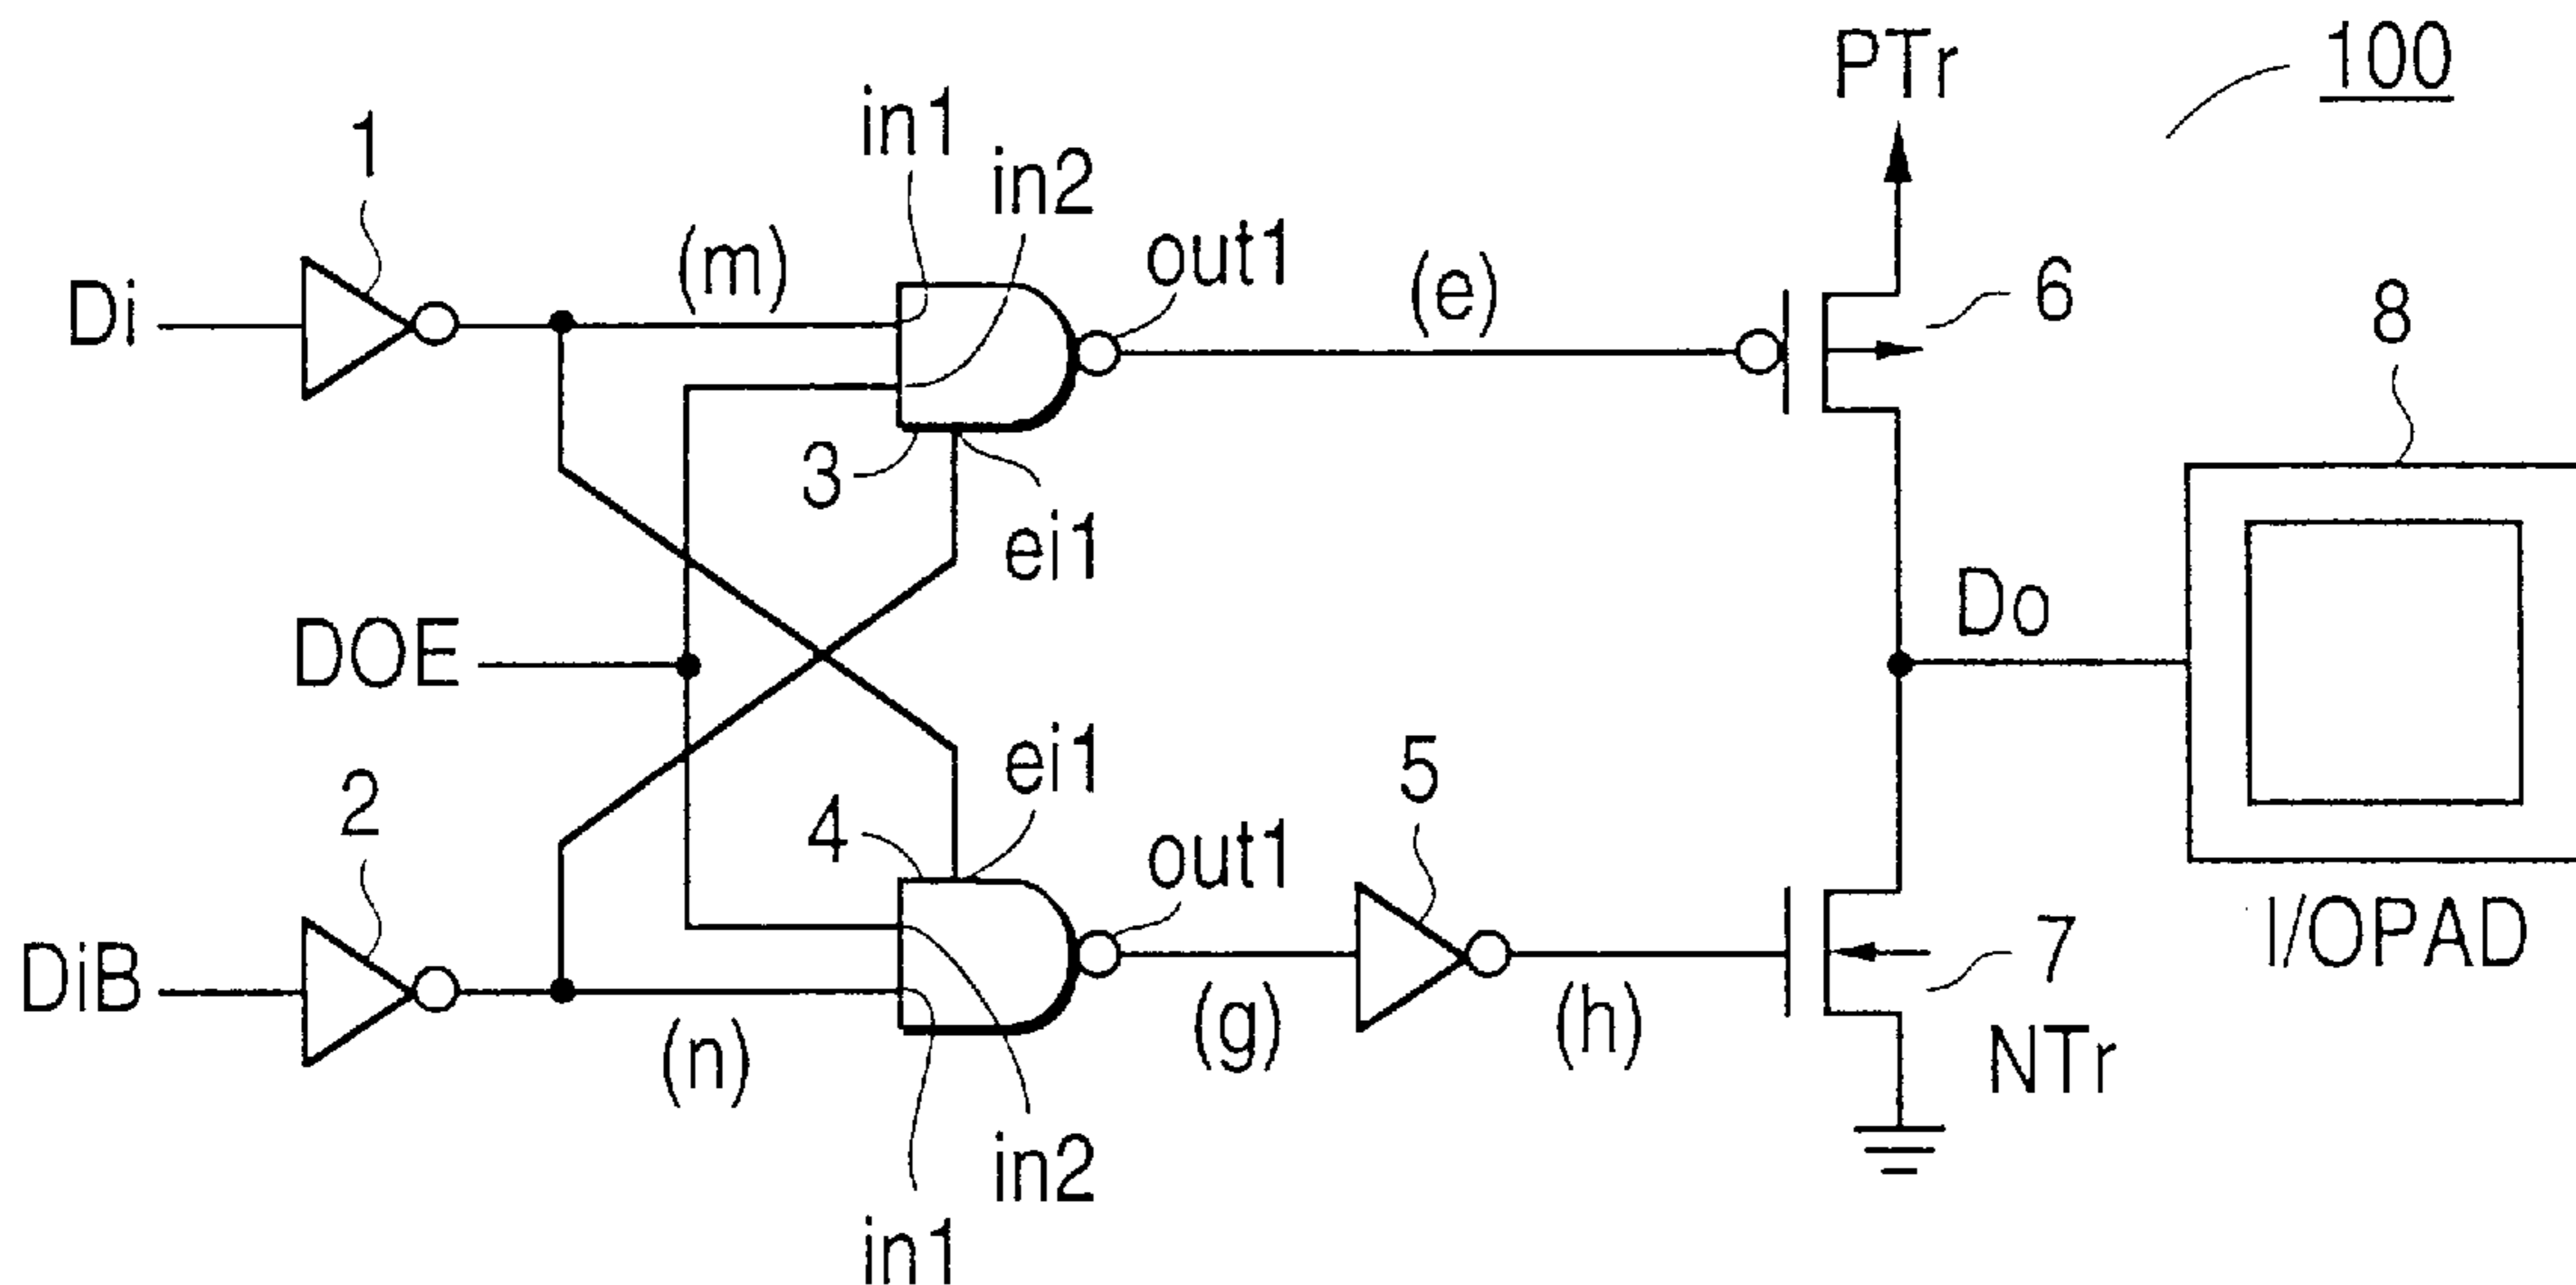 PTr
100
in1
1
in2
(m)
out1
(e)
6
Di
8
3
ei1
Do
DOE
ei1
5
2
4
out1
I/OPAD
7
DiB
(n)
(g)
(h)
NTr
in2
in1